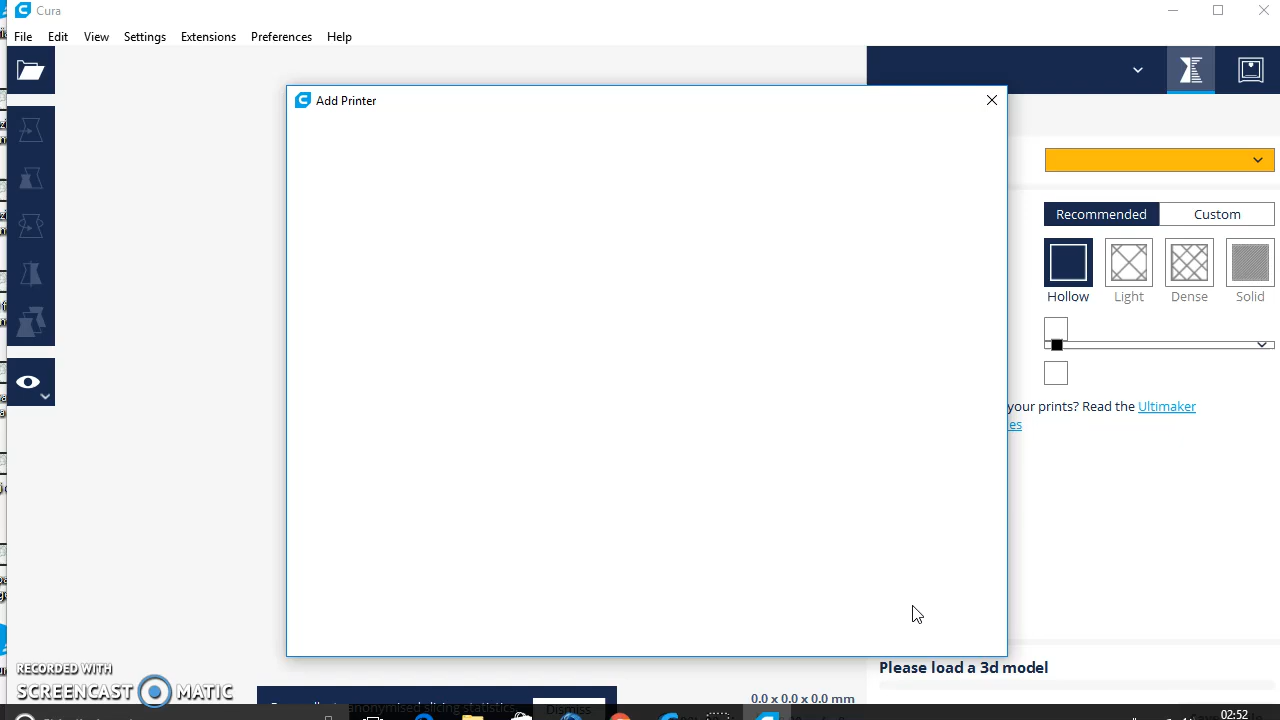 Cura
File Edit View Settings Extensions Preferences Help
Add Printer
Recommended Custom
Hollow Light Dense Solid
your prints? Read the Ultimaker
es
Please load a 3d model
RECORDED WITH
SCREENCAST MATIC
anonymised slicing statistics
Dismiss
0.0 x 0.0 x 0.0 mm
02:52